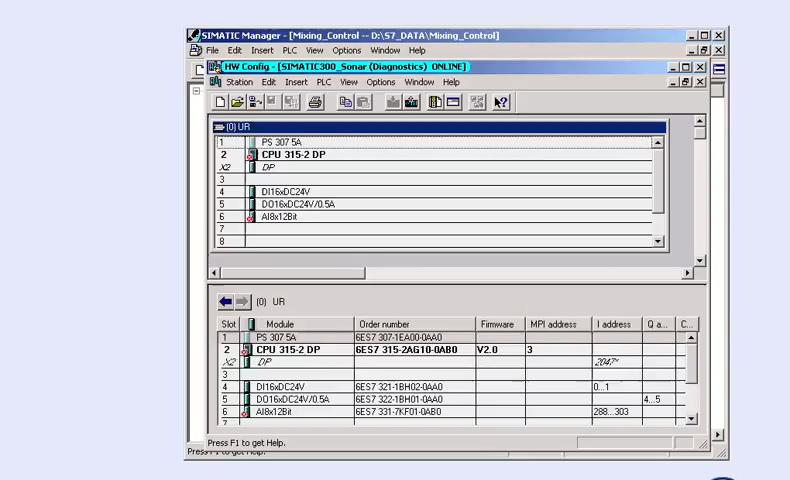 SIMATIC Manager - [Mixing_Control -- D:\S7_DATA\Mixing_Control]
File Edit Insert PLC View Options Window Help
HW Config - [SIMATIC300_Sonar (Diagnostics) ONLINE]
Station Edit Insert PLC View Options Window Help
(0) UR
1 PS 307 5A
2 CPU 315-2 DP
X2 DP
3
4 DI16xDC24V
5 DO16xDC24V/0.5A
6 AI8x12Bit
7
8
(0) UR
Slot Module Order number Firmware MPI address I address Q a... C...
1 PS 307 5A 6ES7 307-1EA00-0AA0
2 CPU 315-2 DP 6ES7 315-2AG10-0AB0 V2.0 3
X2 DP 2047*
3
4 DI16xDC24V 6ES7 321-1BH02-0AA0 0...1
5 DO16xDC24V/0.5A 6ES7 322-1BH01-0AA0 4...5
6 AI8x12Bit 6ES7 331-7KF01-0AB0 288...303
7
Press F1 to get Help.
Press F1 to get Help.